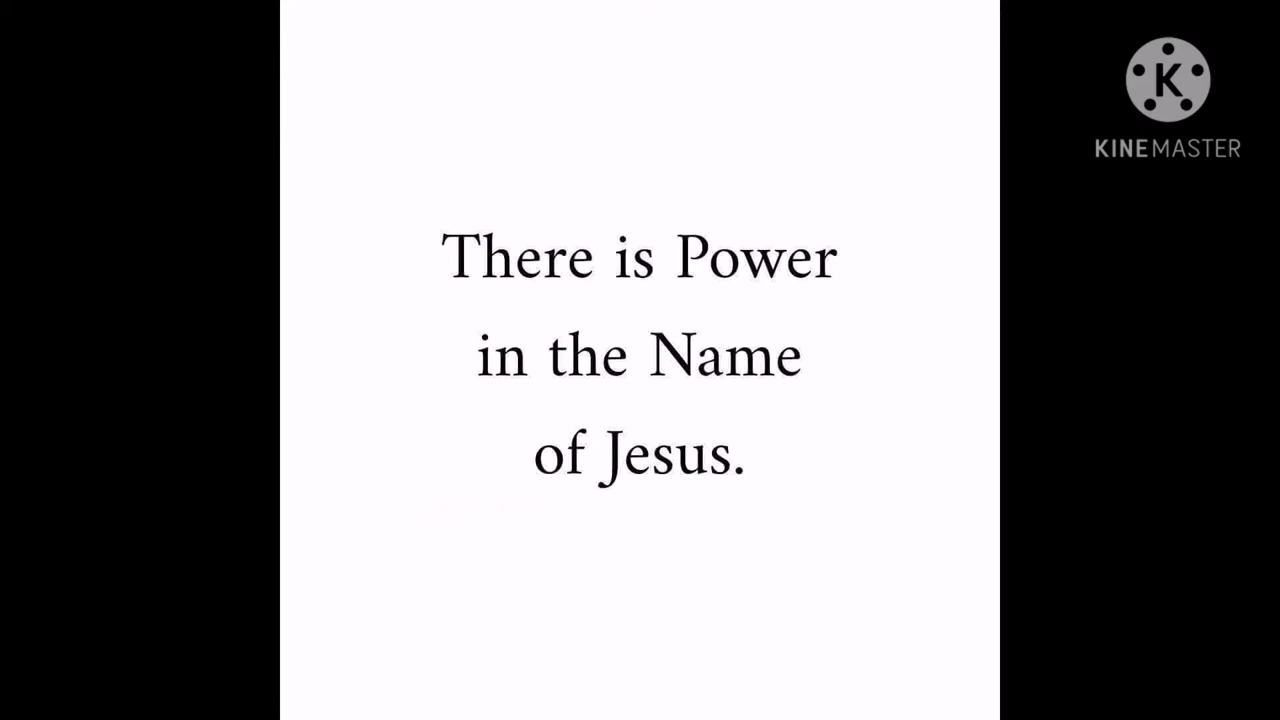 K
KINEMASTER
There is Power
in the Name
of Jesus.